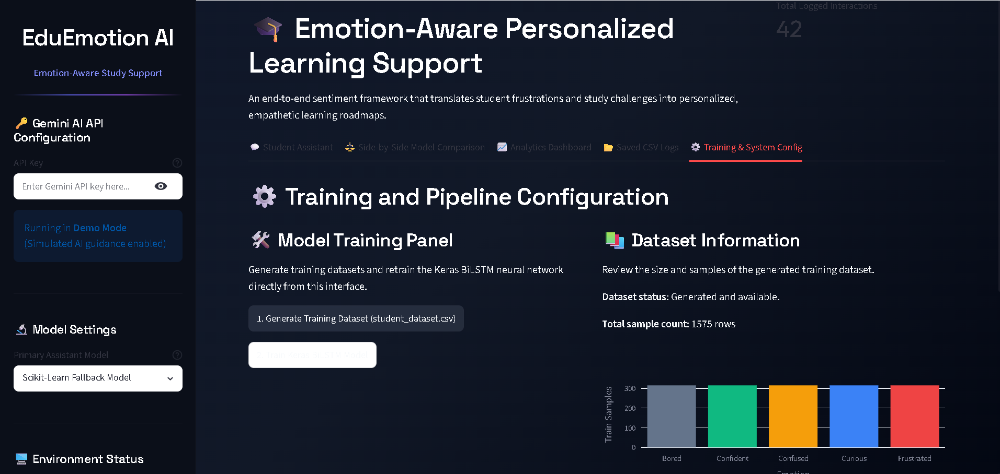 EduEmotion AI
Emotion-Aware Study Support
Gemini AI API
Configuration
API Key
Enter Gemini API key here...
Running in Demo Mode
(Simulated AI guidance enabled)
Model Settings
Primary Assistant Model
Scikit-Learn Fallback Model
Environment Status
Total Logged Interactions
42
Emotion-Aware Personalized
Learning Support
An end-to-end sentiment framework that translates student frustrations and study challenges into personalized,
empathetic learning roadmaps.
Student Assistant
Side-by-Side Model Comparison
Analytics Dashboard
Saved CSV Logs
Training & System Config
Training and Pipeline Configuration
Model Training Panel
Generate training datasets and retrain the Keras BiLSTM neural network
directly from this interface.
1. Generate Training Dataset (student_dataset.csv)
2. Train Keras BiLSTM Model
Dataset Information
Review the size and samples of the generated training dataset.
Dataset status: Generated and available.
Total sample count: 1575 rows
Train Samples
300
200
100
0
Bored
Confident
Confused
Curious
Frustrated
Emotion